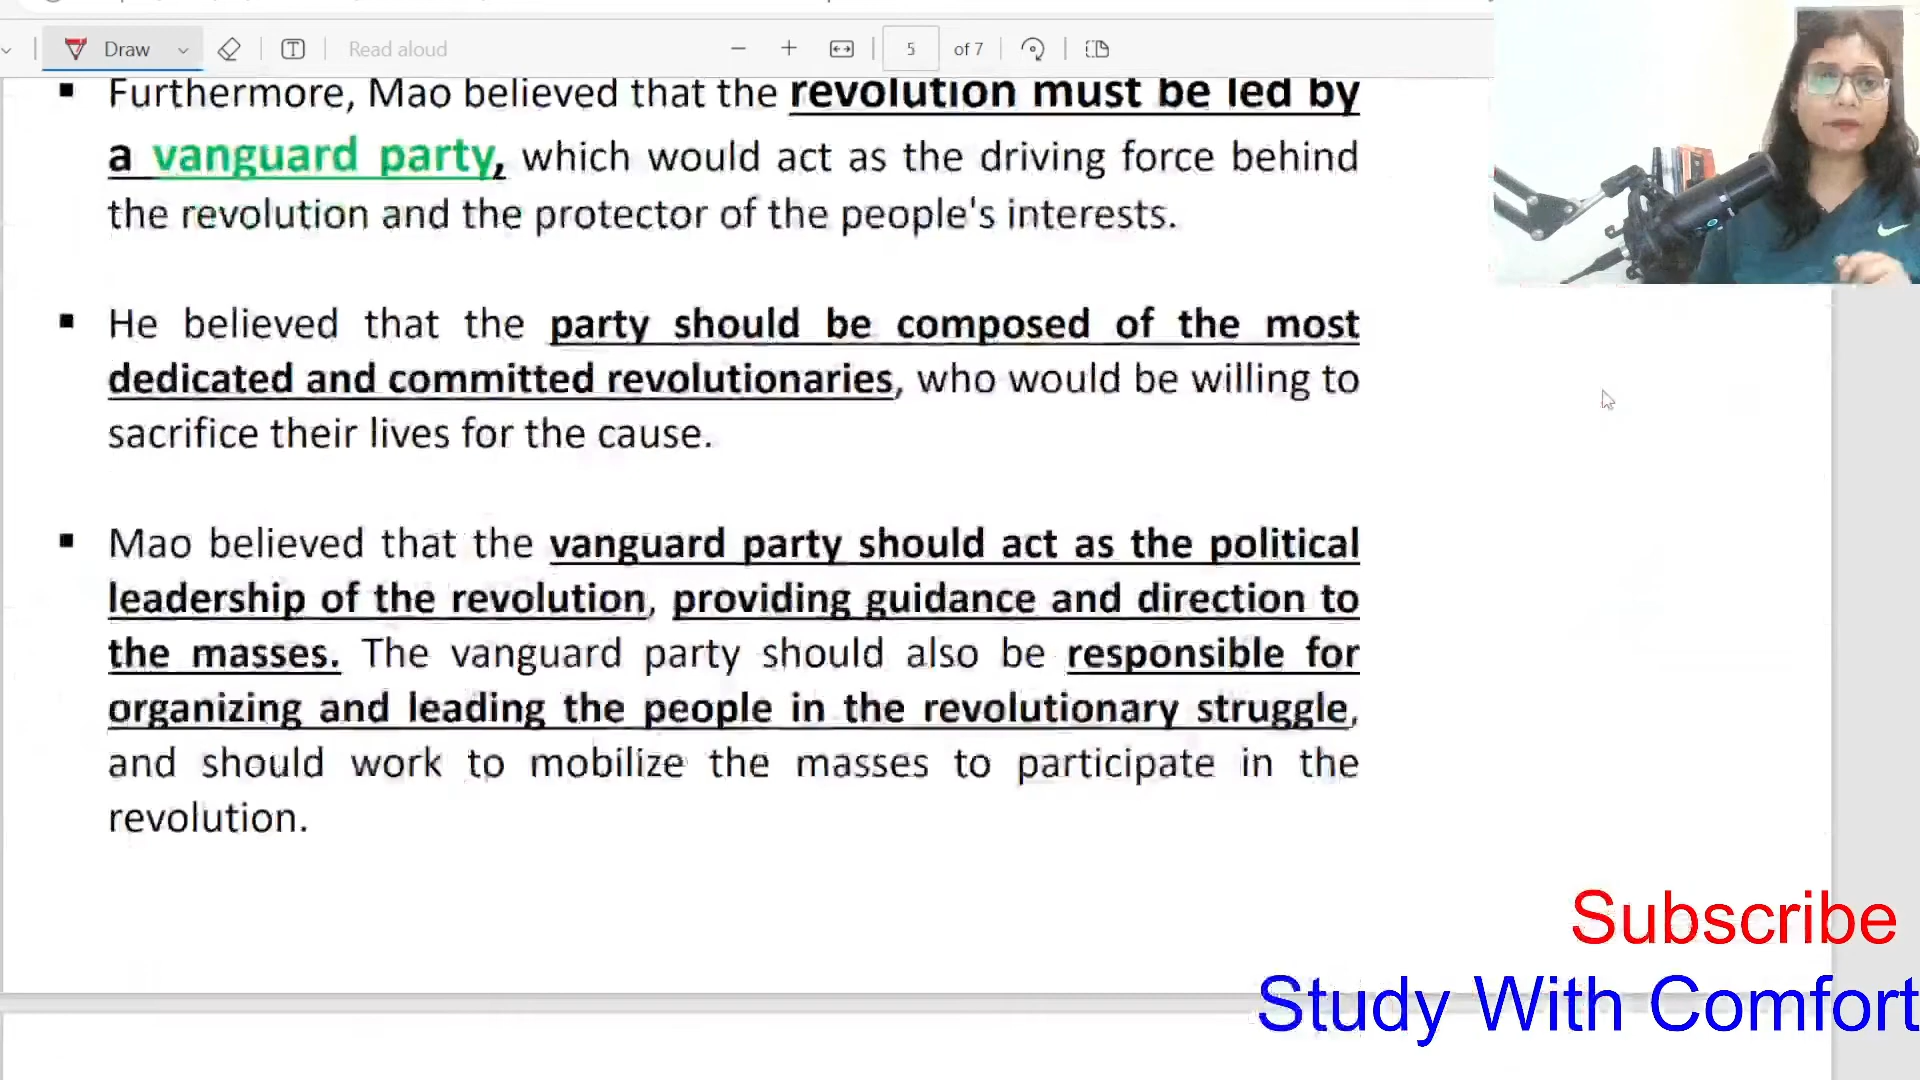 Draw
Read aloud
5 of 7
▪ Furthermore, Mao believed that the revolution must be led by
a vanguard party, which would act as the driving force behind
the revolution and the protector of the people's interests.
▪ He believed that the party should be composed of the most
dedicated and committed revolutionaries, who would be willing to
sacrifice their lives for the cause.
▪ Mao believed that the vanguard party should act as the political
leadership of the revolution, providing guidance and direction to
the masses. The vanguard party should also be responsible for
organizing and leading the people in the revolutionary struggle,
and should work to mobilize the masses to participate in the
revolution.
Subscribe
Study With Comfort